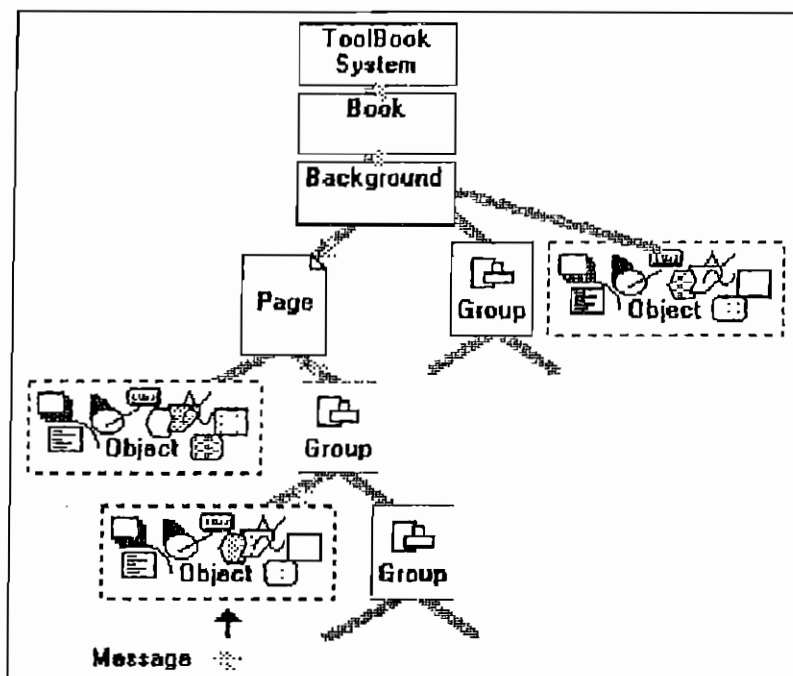 ToolBook
System
Book
Background
Page
Group
Object
Object
Group
Object
Group
Message